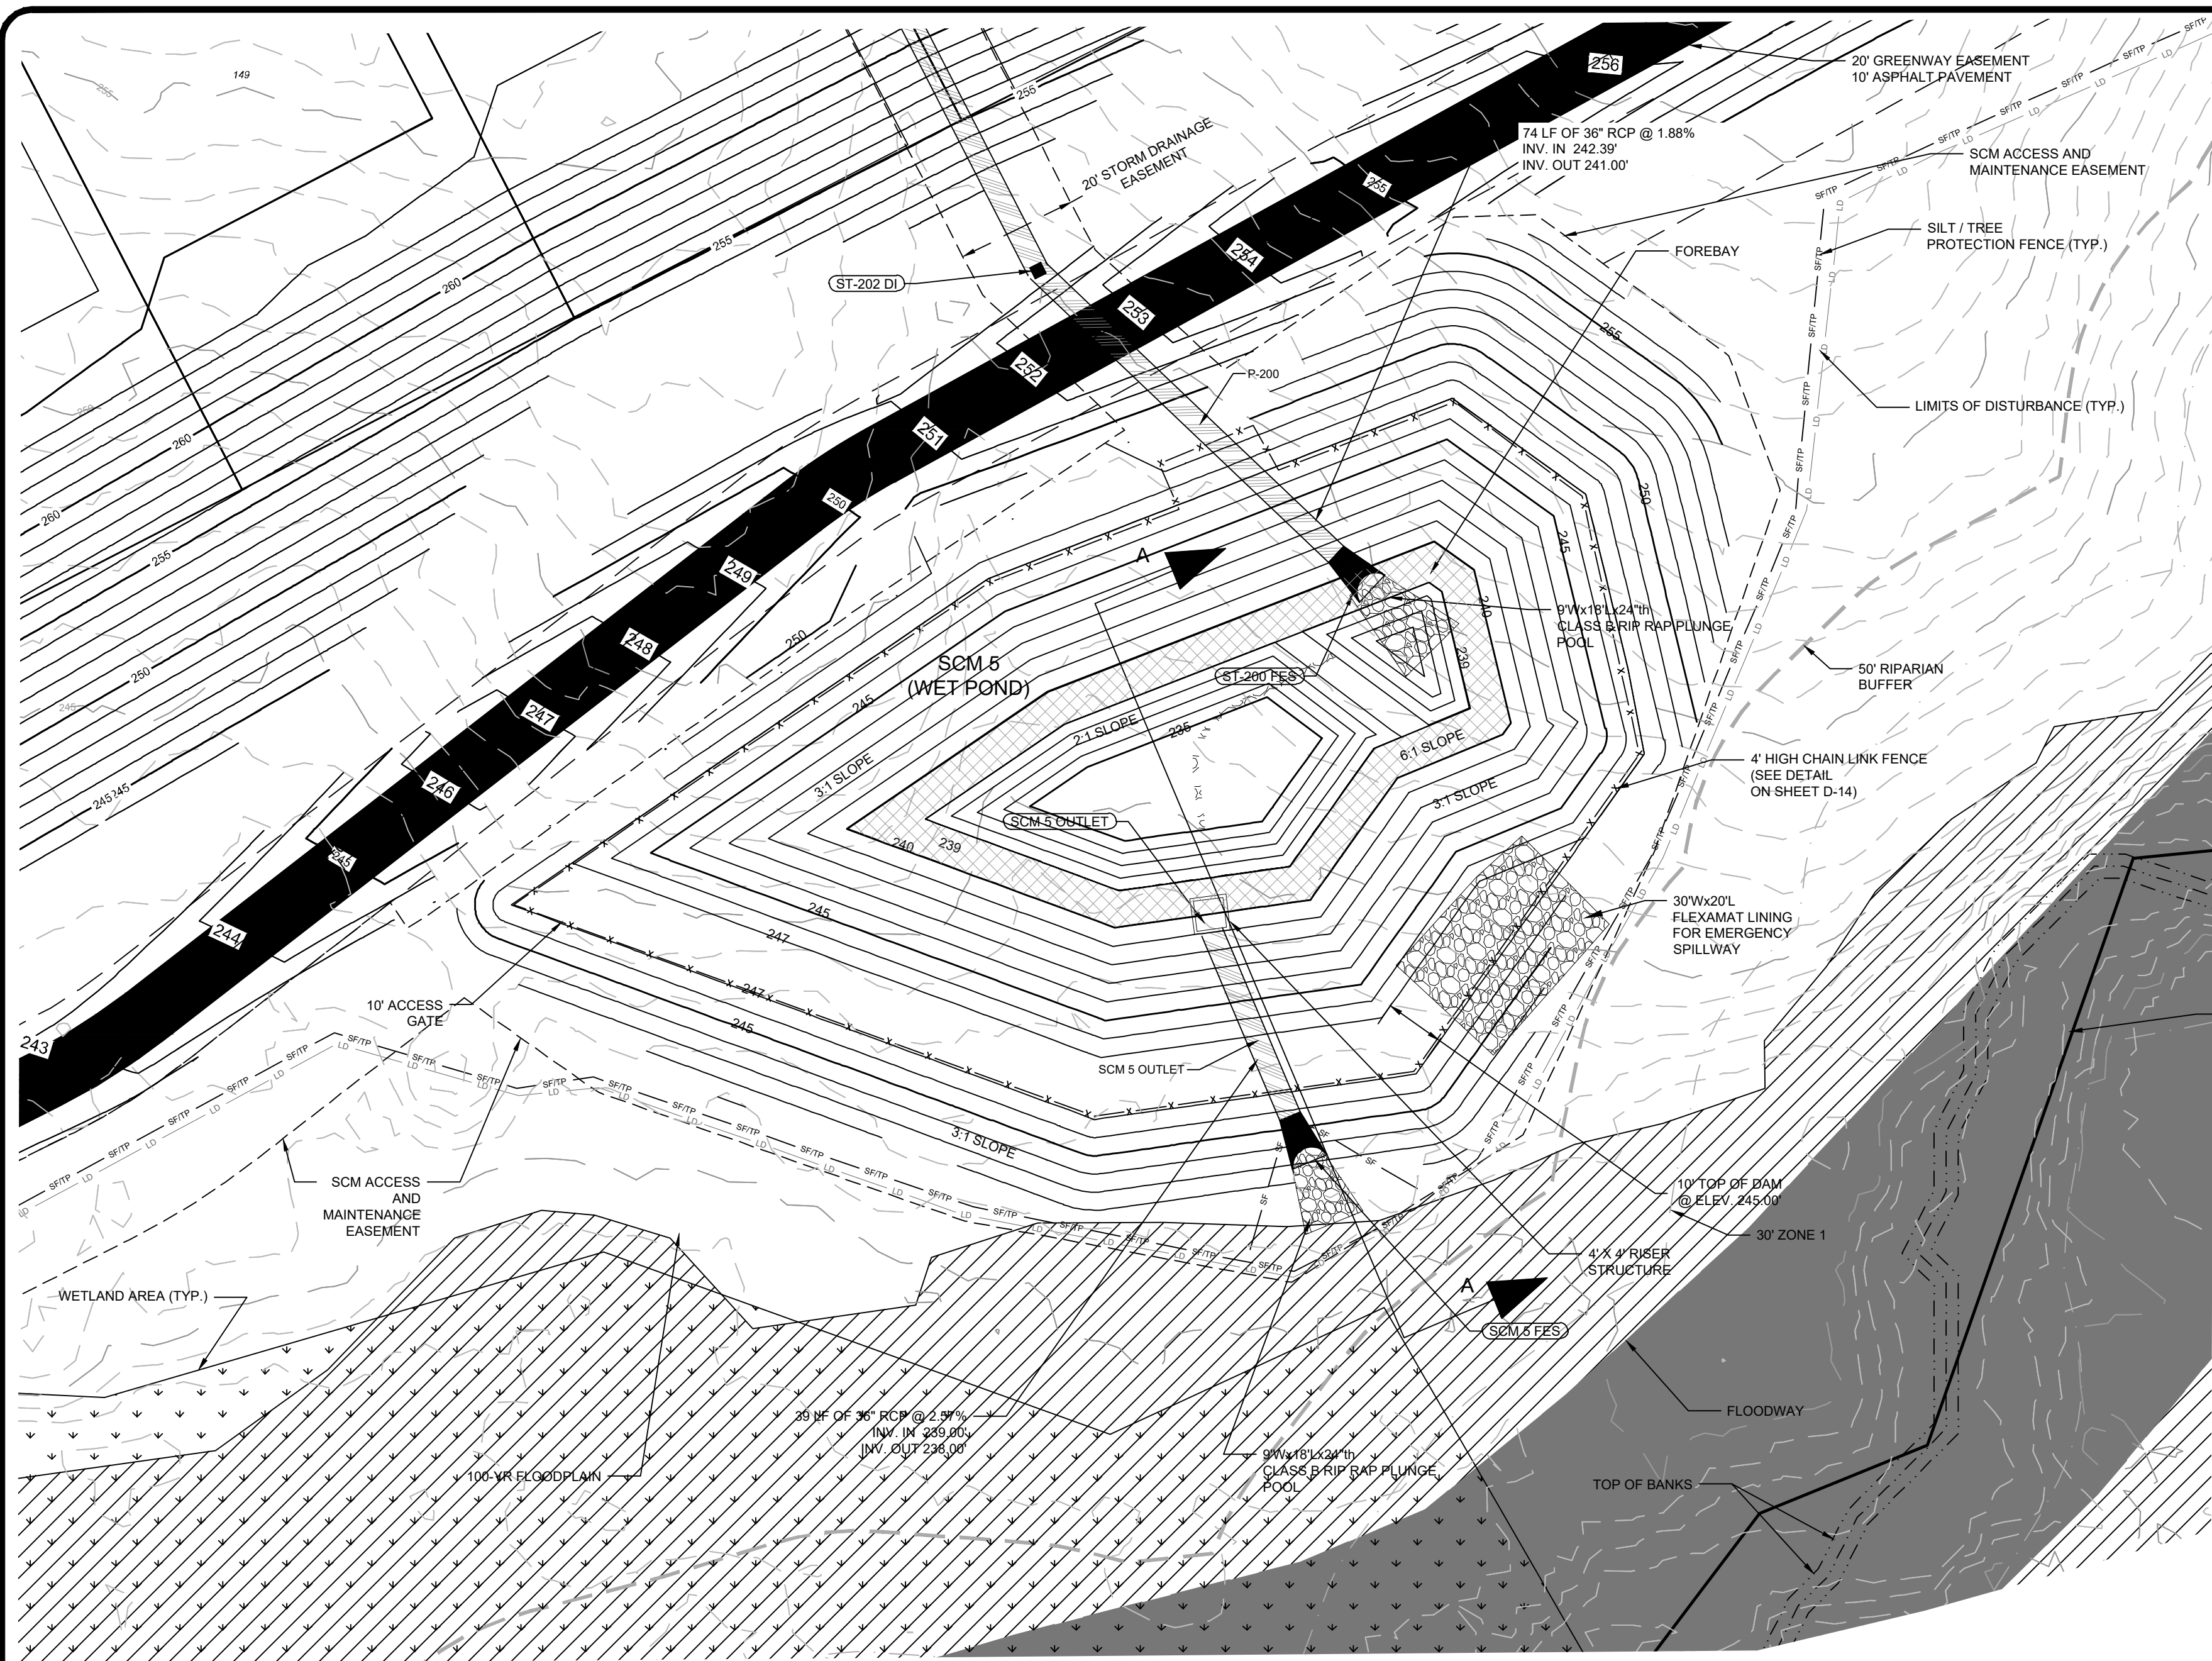 149
255
255
256
20' GREENWAY EASEMENT
10' ASPHALT PAVEMENT
74 LF OF 36" RCP @ 1.88%
INV. IN 242.39'
INV. OUT 241.00'
20' STORM DRAINAGE
EASEMENT
SCM ACCESS AND
MAINTENANCE EASEMENT
SILT / TREE
PROTECTION FENCE (TYP.)
FOREBAY
255
254
253
252
251
250
249
248
247
246
245
244
243
ST-202 DI
255
260
260
260
255
250
245
245
245
250
P-200
LIMITS OF DISTURBANCE (TYP.)
255
250
245
240
239
A
9'Wx18'Lx24"th
CLASS B RIP RAP PLUNGE
POOL
SCM 5
(WET POND)
ST-200 FES
50' RIPARIAN
BUFFER
245
2:1 SLOPE
235
6:1 SLOPE
3:1 SLOPE
3:1 SLOPE
4' HIGH CHAIN LINK FENCE
(SEE DETAIL
ON SHEET D-14)
SCM 5 OUTLET
240
239
245
247
247
245
30'Wx20'L
FLEXAMAT LINING
FOR EMERGENCY
SPILLWAY
10' ACCESS
GATE
SCM 5 OUTLET
3:1 SLOPE
SCM ACCESS
AND
MAINTENANCE
EASEMENT
10' TOP OF DAM
@ ELEV. 245.00'
30' ZONE 1
4' X 4' RISER
STRUCTURE
WETLAND AREA (TYP.)
A
SCM 5 FES
FLOODWAY
39 LF OF 36" RCP @ 2.57%
INV. IN 239.00'
INV. OUT 238.00'
100-YR FLOODPLAIN
9'Wx18'Lx24"th
CLASS B RIP RAP PLUNGE
POOL
TOP OF BANKS
SF/TP
LD
SF